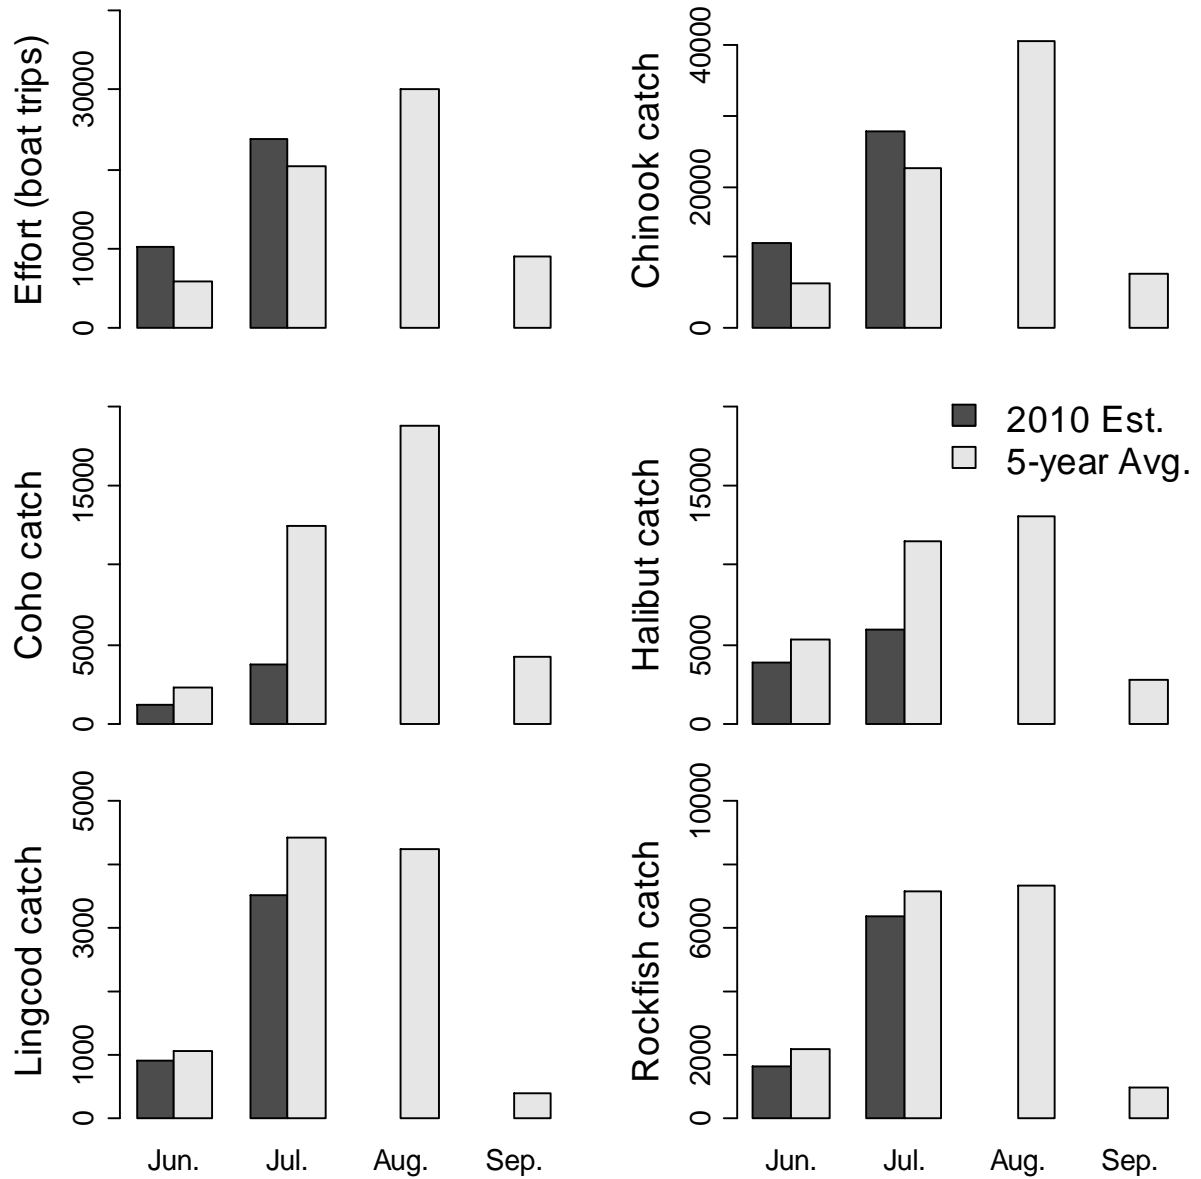 Effort (boat trips)
0
10000
30000
Chinook catch
0
20000
40000
Coho catch
0
5000
15000
Halibut catch
0
5000
15000
2010 Est.
5-year Avg.
Lingcod catch
0
1000
3000
5000
Rockfish catch
0
2000
6000
10000
Jun. Jul. Aug. Sep.
Jun. Jul. Aug. Sep.